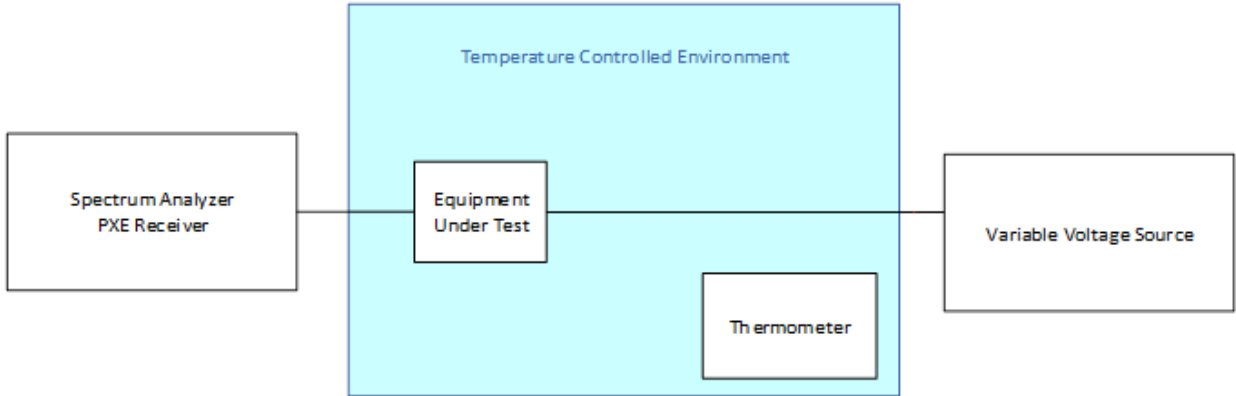 Temperature Controlled Environment
Spectrum Analyzer
PXE Receiver
Equipment
Under Test
Variable Voltage Source
Thermometer